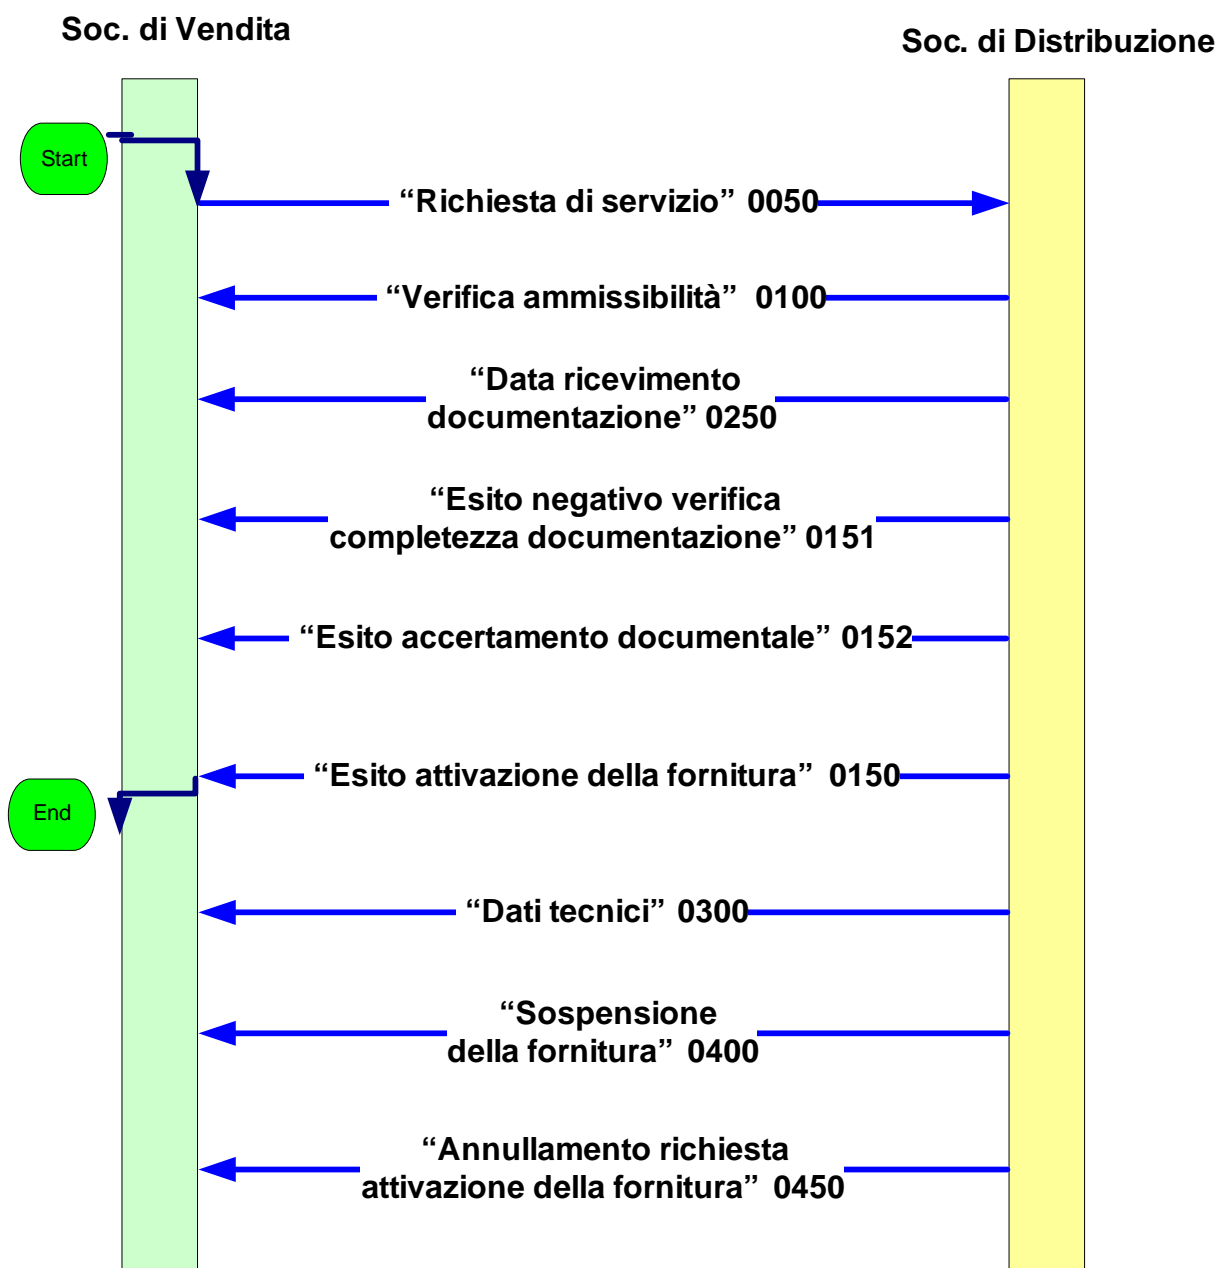 Soc. di Vendita
Soc. di Distribuzione
Start
“Richiesta di servizio” 0050
“Verifica ammissibilità” 0100
“Data ricevimento
documentazione” 0250
“Esito negativo verifica
completezza documentazione” 0151
“Esito accertamento documentale” 0152
“Esito attivazione della fornitura” 0150
End
“Dati tecnici” 0300
“Sospensione
della fornitura” 0400
“Annullamento richiesta
attivazione della fornitura” 0450